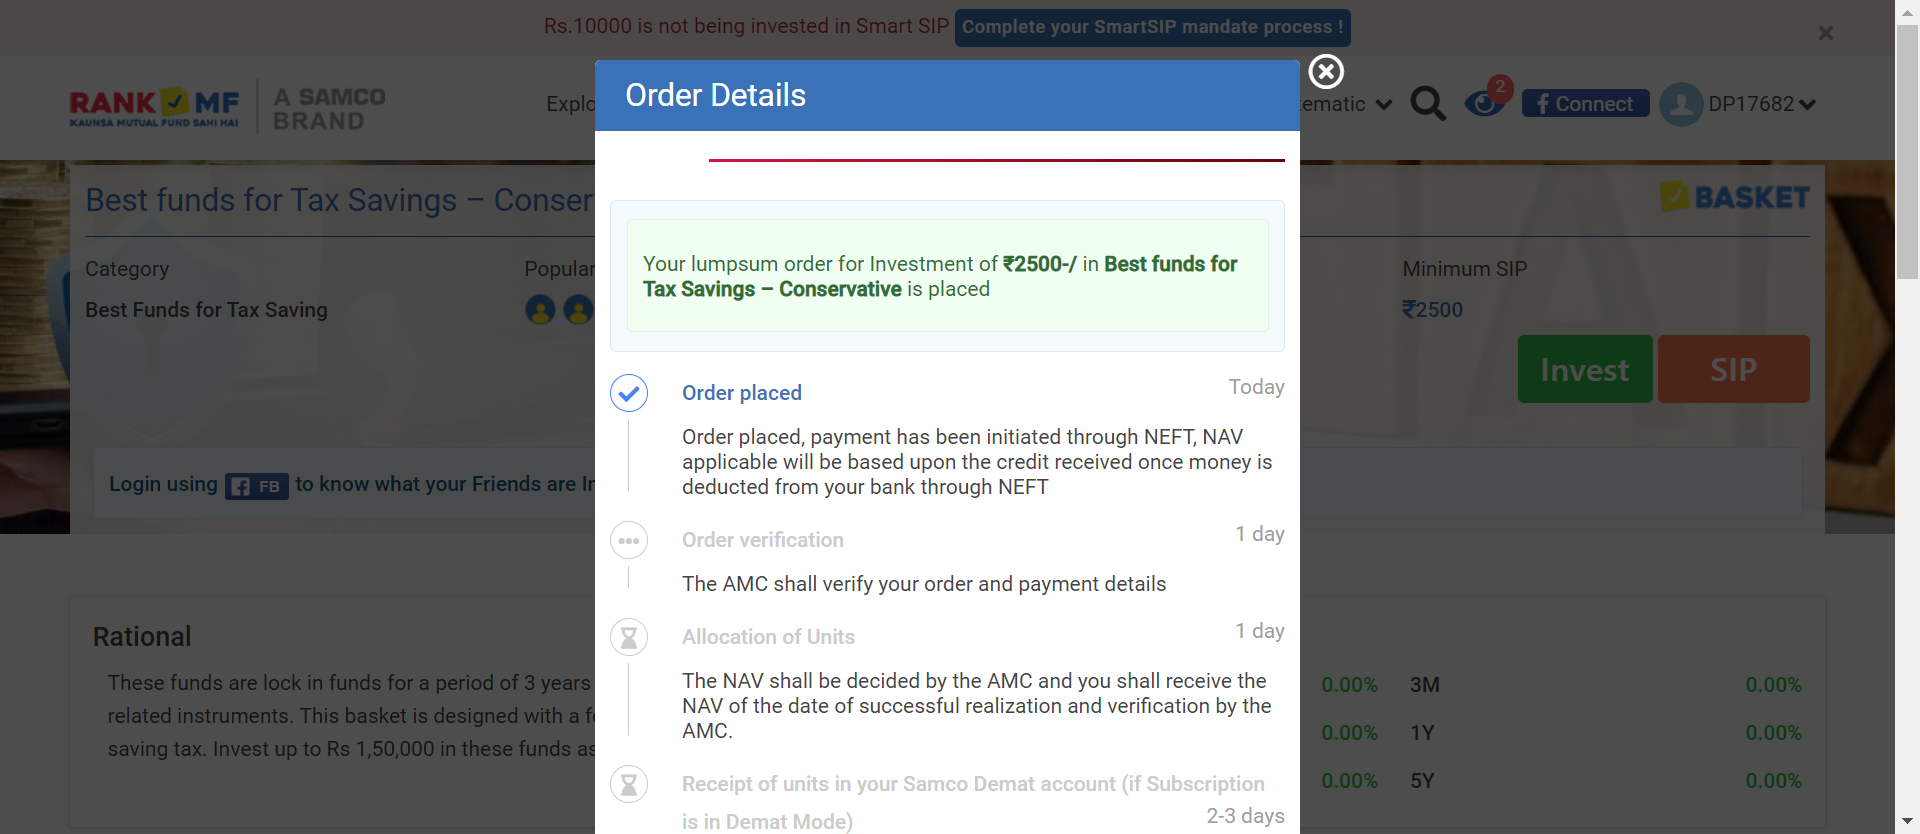 Rs.10000 is not being invested in Smart SIP Complete your SmartSIP mandate process !
RANK MF
KAUNSA MUTUAL FUND SAHI HAI
A SAMCO
BRAND
Explo
ematic
2
f Connect
DP17682
Order Details
Best funds for Tax Savings – Conser
BASKET
Category
Popular
Minimum SIP
Best Funds for Tax Saving
₹2500
Invest
SIP
Login using FB to know what your Friends are In
Your lumpsum order for Investment of ₹2500-/ in Best funds for
Tax Savings – Conservative is placed
Order placed
Today
Order placed, payment has been initiated through NEFT, NAV
applicable will be based upon the credit received once money is
deducted from your bank through NEFT
Order verification
1 day
The AMC shall verify your order and payment details
Allocation of Units
1 day
The NAV shall be decided by the AMC and you shall receive the
NAV of the date of successful realization and verification by the
AMC.
Receipt of units in your Samco Demat account (if Subscription
is in Demat Mode)
2-3 days
Rational
These funds are lock in funds for a period of 3 years
related instruments. This basket is designed with a
saving tax. Invest up to Rs 1,50,000 in these funds as
0.00% 3M 0.00%
0.00% 1Y 0.00%
0.00% 5Y 0.00%